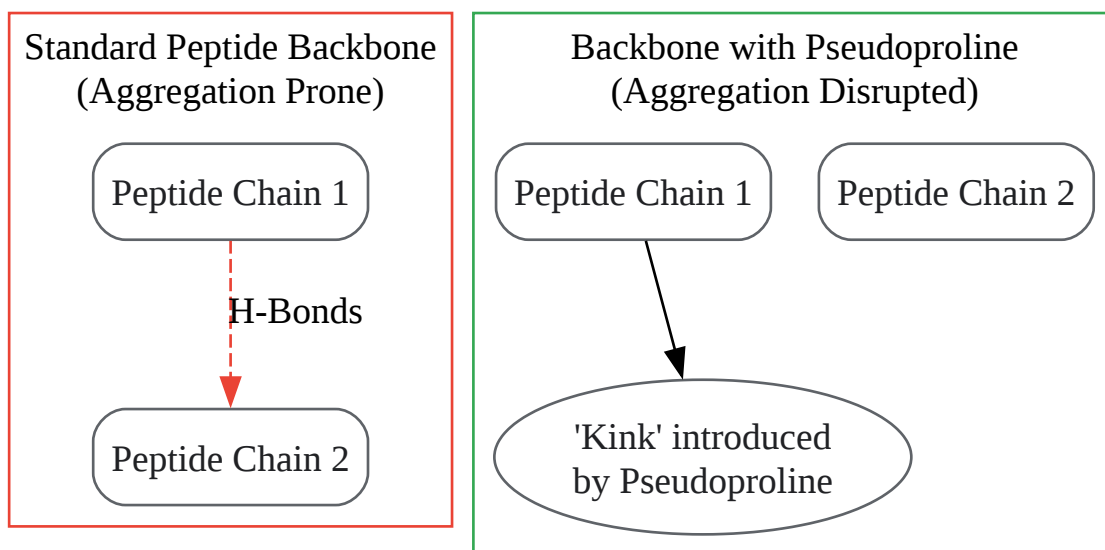 Standard Peptide Backbone
(Aggregation Prone)
Peptide Chain 1
H-Bonds
Peptide Chain 2
Backbone with Pseudoproline
(Aggregation Disrupted)
Peptide Chain 1
Peptide Chain 2
'Kink' introduced
by Pseudoproline